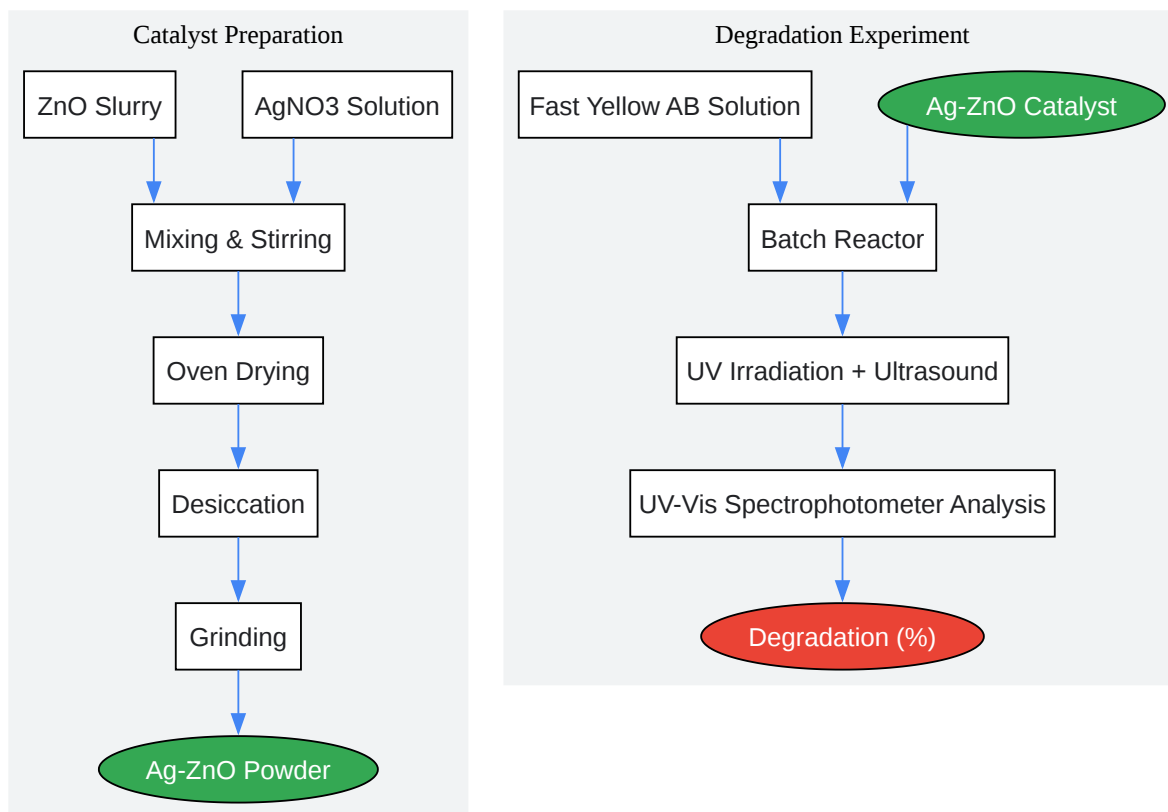 Catalyst Preparation
ZnO Slurry
AgNO3 Solution
Mixing & Stirring
Oven Drying
Desiccation
Grinding
Ag-ZnO Powder
Degradation Experiment
Fast Yellow AB Solution
Ag-ZnO Catalyst
Batch Reactor
UV Irradiation + Ultrasound
UV-Vis Spectrophotometer Analysis
Degradation (%)